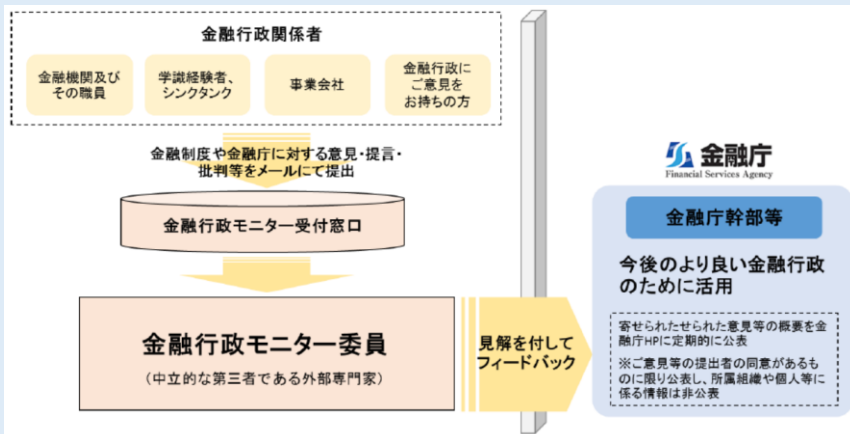 金融行政関係者
金融機関及び
その職員
学識経験者、
シンクタンク
事業会社
金融行政に
ご意見を
お持ちの方
金融制度や金融庁に対する意見・提言・
批判等をメールにて提出
金融行政モニター受付窓口
金融行政モニター委員
(中立的な第三者である外部専門家)
見解を付して
フィードバック
金融庁
Financial Services Agency
金融庁幹部等
今後のより良い金融行政
のために活用
寄せられたせられた意見等の概要を金
融庁HPに定期的に公表
※ご意見等の提出者の同意があるも
のに限り公表し、所属組織や個人等に
係る情報は非公表